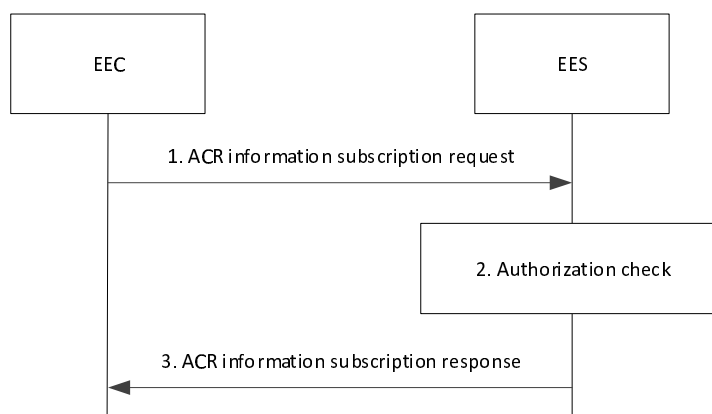 EEC
EES
1. ACR information subscription request
2. Authorization check
3. ACR information subscription response